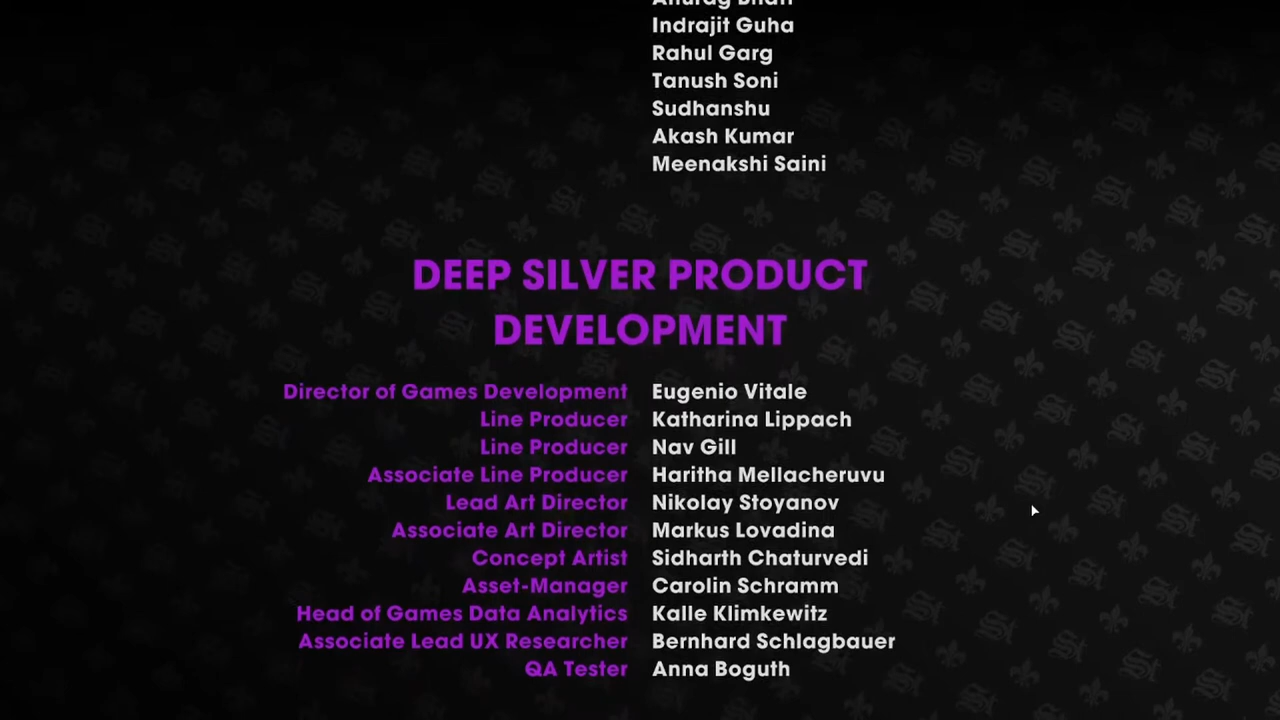 Indrajit Guha
Rahul Garg
Tanush Soni
Sudhanshu
Akash Kumar
Meenakshi Saini
DEEP SILVER PRODUCT
DEVELOPMENT
Director of Games Development Eugenio Vitale
Line Producer Katharina Lippach
Line Producer Nav Gill
Associate Line Producer Haritha Mellacheruvu
Lead Art Director Nikolay Stoyanov
Associate Art Director Markus Lovadina
Concept Artist Sidharth Chaturvedi
Asset-Manager Carolin Schramm
Head of Games Data Analytics Kalle Klimkewitz
Associate Lead UX Researcher Bernhard Schlagbauer
QA Tester Anna Boguth